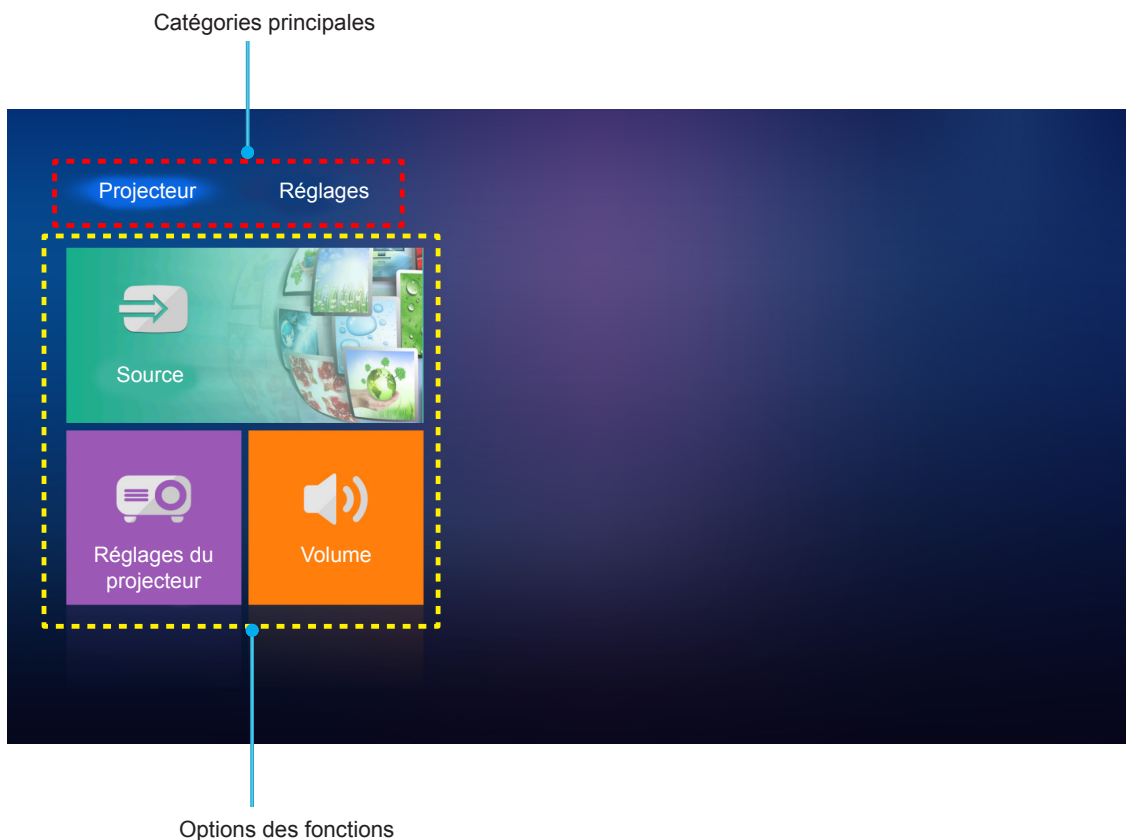 Catégories principales
Projecteur
Réglages
Source
Réglages du
projecteur
Volume
Options des fonctions